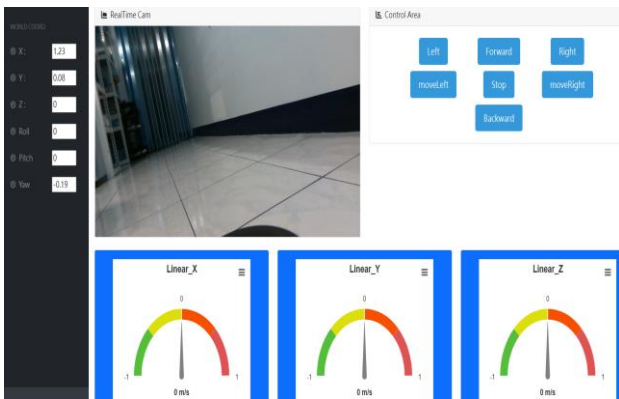 WORLD COORD
X : 1.23
Y : 0.08
Z : 0
Roll 0
Pitch 0
Yaw -0.19
RealTime Cam
Control Area
Left Forward Right
moveLeft Stop moveRight
Backward
Linear_X
0
-1 1
0 m/s
Linear_Y
0
-1 1
0 m/s
Linear_Z
0
-1 1
0 m/s